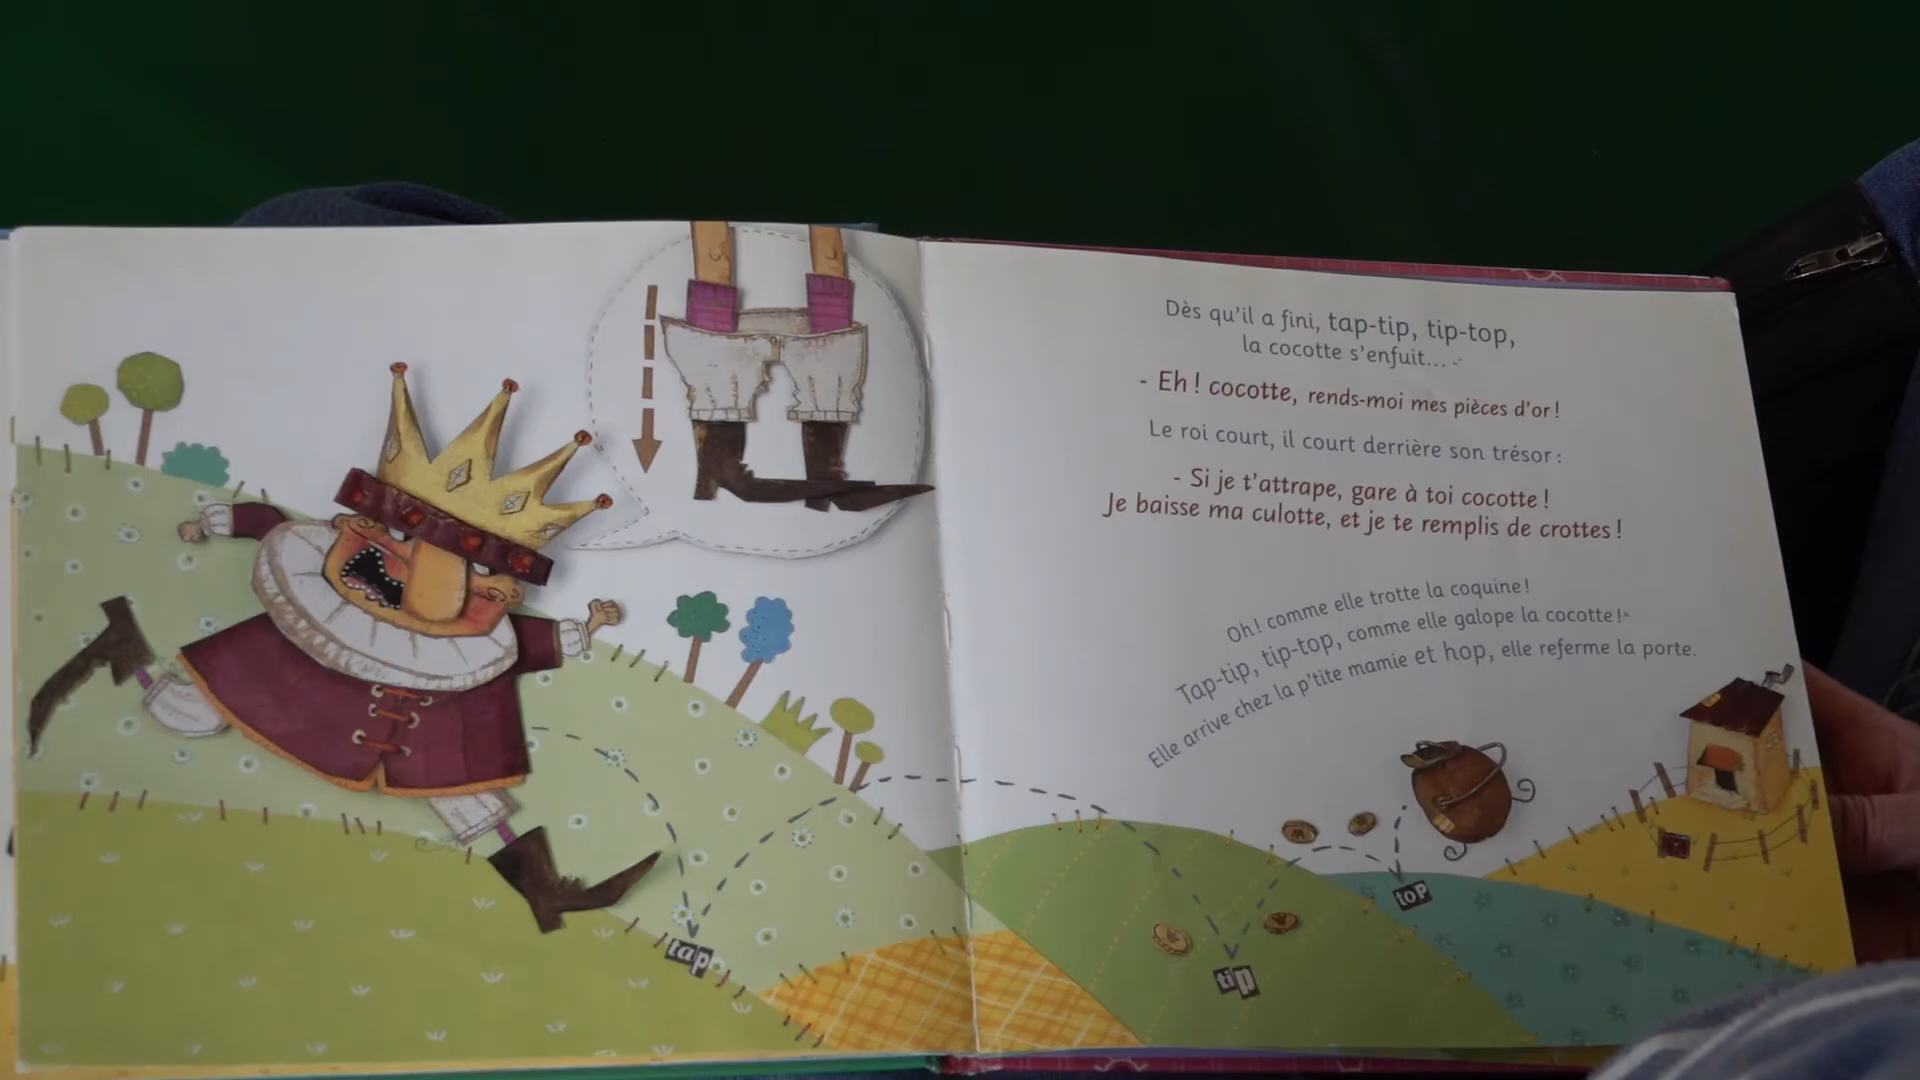 Dès qu'il a fini, tap-tip, tip-top,
la cocotte s'enfuit...
- Eh ! cocotte, rends-moi mes pièces d'or !
Le roi court, il court derrière son trésor :
- Si je t'attrape, gare à toi cocotte !
Je baisse ma culotte, et je te remplis de crottes !
Oh ! comme elle trotte la coquine !
Tap-tip, tip-top, comme elle galope la cocotte !
Elle arrive chez la p'tite mamie et hop, elle referme la porte.
tap
tip
top